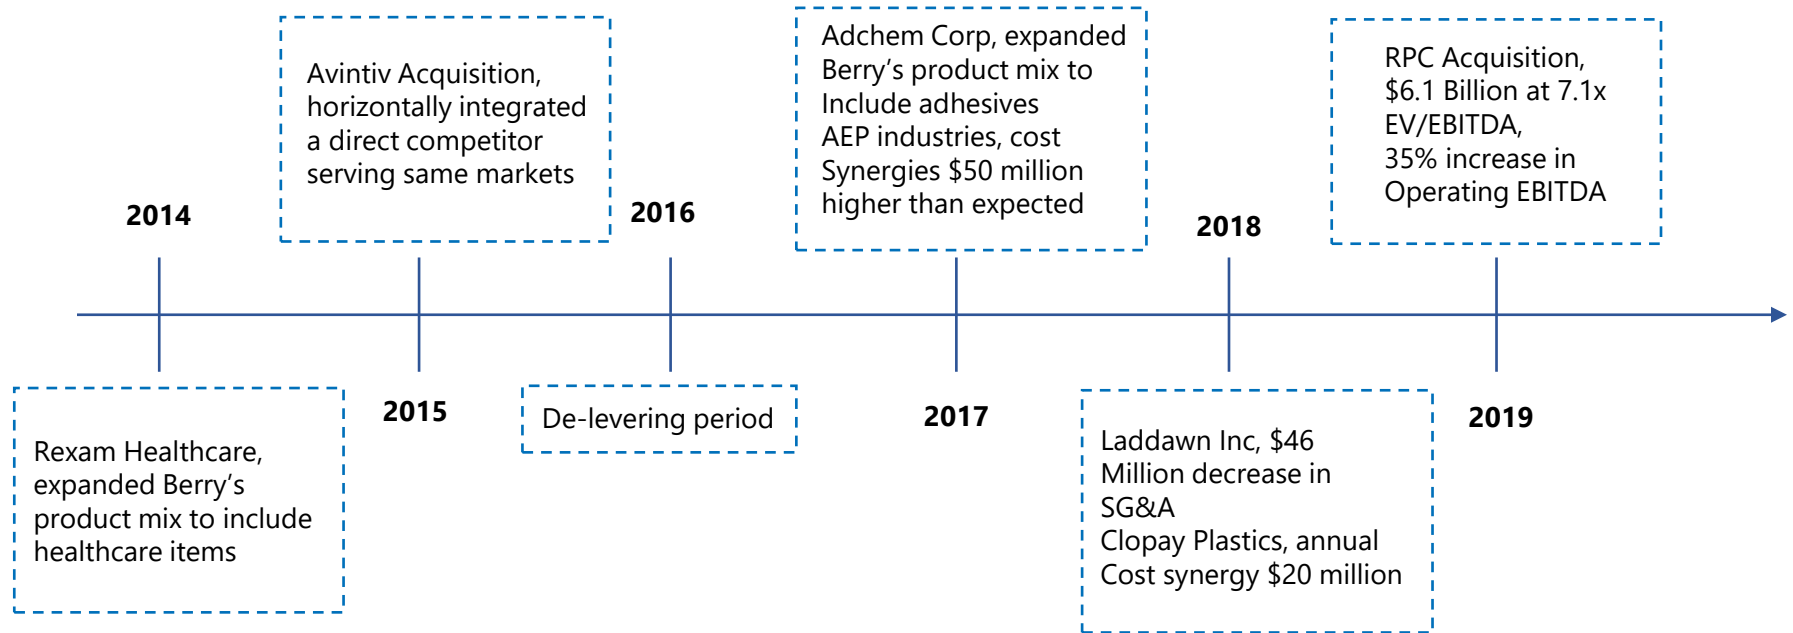 2014
Rexam Healthcare,
expanded Berry's
product mix to include
healthcare items
Avintiv Acquisition,
horizontally integrated
a direct competitor
serving same markets
2015
2016
De-levering period
Adchem Corp, expanded
Berry's product mix to
Include adhesives
AEP industries, cost
Synergies $50 million
higher than expected
2017
2018
Laddawn Inc, $46
Million decrease in
SG&A
Clopay Plastics, annual
Cost synergy $20 million
RPC Acquisition,
$6.1 Billion at 7.1x
EV/EBITDA,
35% increase in
Operating EBITDA
2019